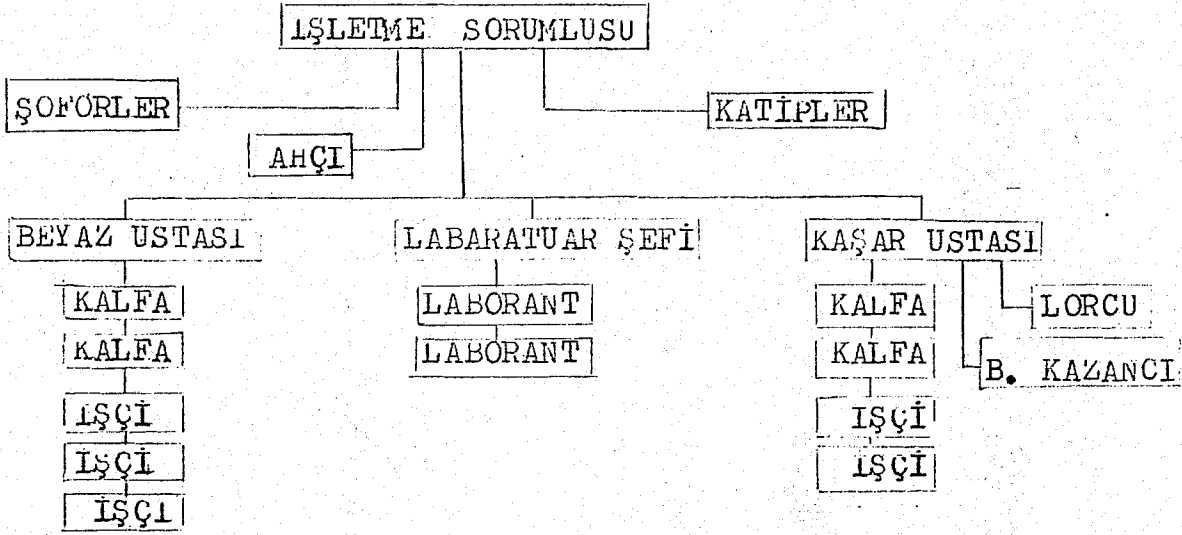 İŞLETME SORUMLUSU
ŞOFÖRLER
KATİPLER
AHÇI
BEYAZ USTASI
LABARATUAR ŞEFİ
KAŞAR USTASI
KALFA
LABORANT
KALFA
LORCU
KALFA
LABORANT
KALFA
B. KAZANCI
İŞÇİ
İŞÇİ
İŞÇİ
İŞÇİ
İŞÇİ